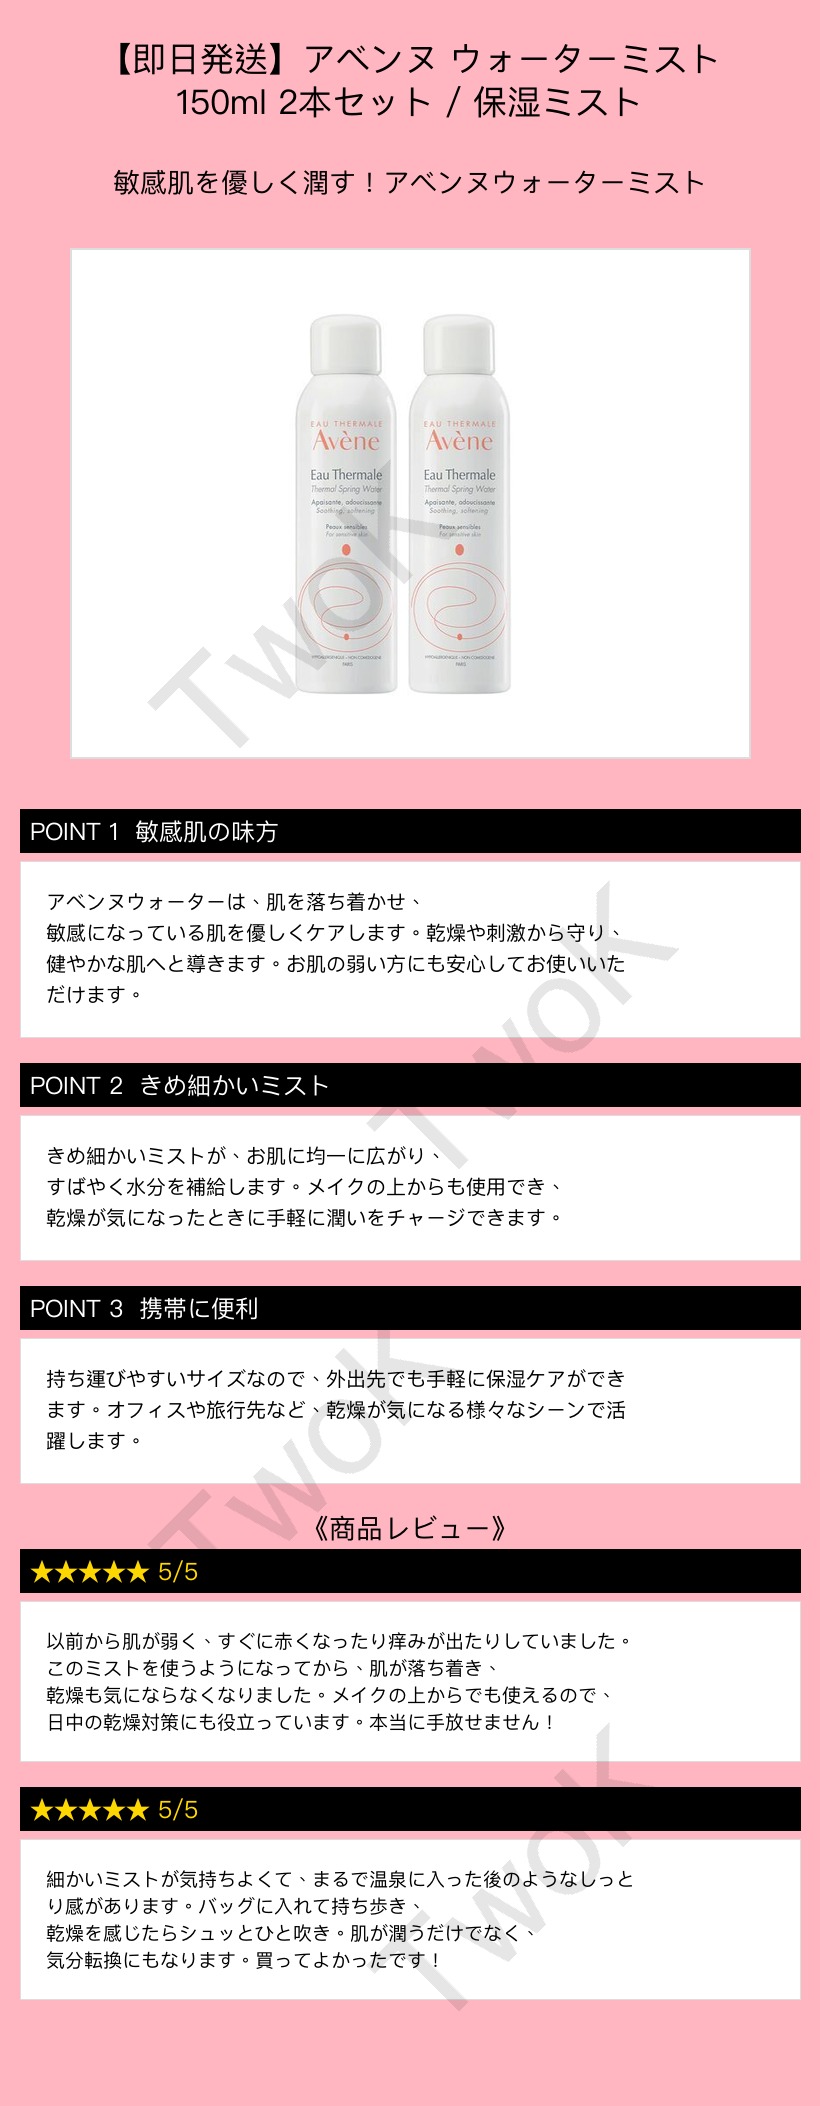 【即日発送】アベンヌ ウォーターミスト
150ml 2本セット / 保湿ミスト
敏感肌を優しく潤す！アベンヌウォーターミスト
EAU THERMALE
Avène
Eau Thermale
Thermal Spring Water
Apaisante, adoucissante
Soothing, softening
Peaux sensibles
For sensitive skin
HYPOALLERGENIQUE - NON COMEDOGENE
PARIS
EAU THERMALE
Avène
Eau Thermale
Thermal Spring Water
Apaisante, adoucissante
Soothing, softening
Peaux sensibles
For sensitive skin
HYPOALLERGENIQUE - NON COMEDOGENE
PARIS
TwoK
POINT 1 敏感肌の味方
アベンヌウォーターは、肌を落ち着かせ、
敏感になっている肌を優しくケアします。乾燥や刺激から守り、
健やかな肌へと導きます。お肌の弱い方にも安心してお使いいた
だけます。
TwoK
POINT 2 きめ細かいミスト
きめ細かいミストが、お肌に均一に広がり、
すばやく水分を補給します。メイクの上からも使用でき、
乾燥が気になったときに手軽に潤いをチャージできます。
POINT 3 携帯に便利
持ち運びやすいサイズなので、外出先でも手軽に保湿ケアができ
ます。オフィスや旅行先など、乾燥が気になる様々なシーンで活
躍します。
TwoK
《商品レビュー》
★★★★★ 5/5
以前から肌が弱く、すぐに赤くなったり痒みが出たりしていました。
このミストを使うようになってから、肌が落ち着き、
乾燥も気にならなくなりました。メイクの上からでも使えるので、
日中の乾燥対策にも役立っています。本当に手放せません！
★★★★★ 5/5
細かいミストが気持ちよくて、まるで温泉に入った後のようなしっと
り感があります。バッグに入れて持ち歩き、
乾燥を感じたらシュッとひと吹き。肌が潤うだけでなく、
気分転換にもなります。買ってよかったです！
TwoK